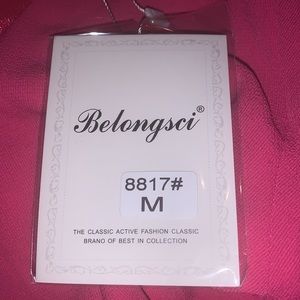 Belongsci®
8817#
M
THE CLASSIC ACTIVE FASHION CLASSIC
BRANO OF BEST IN COLLECTION